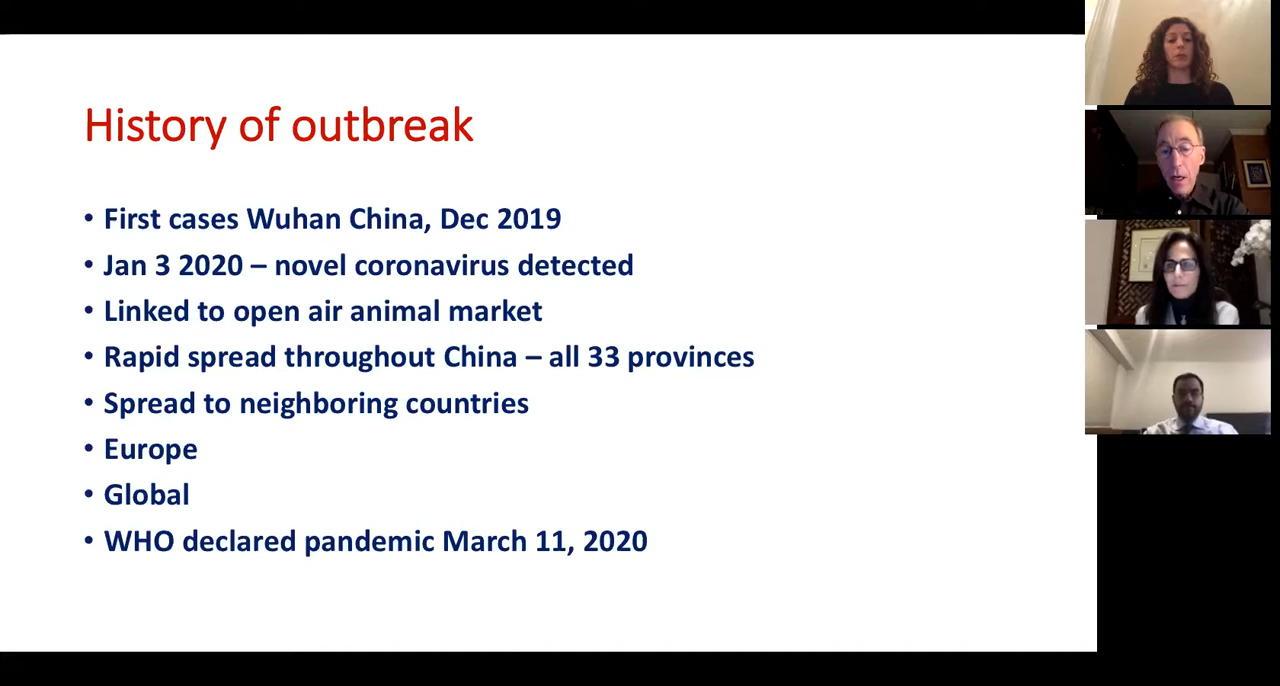 History of outbreak
• First cases Wuhan China, Dec 2019
• Jan 3 2020 – novel coronavirus detected
• Linked to open air animal market
• Rapid spread throughout China – all 33 provinces
• Spread to neighboring countries
• Europe
• Global
• WHO declared pandemic March 11, 2020